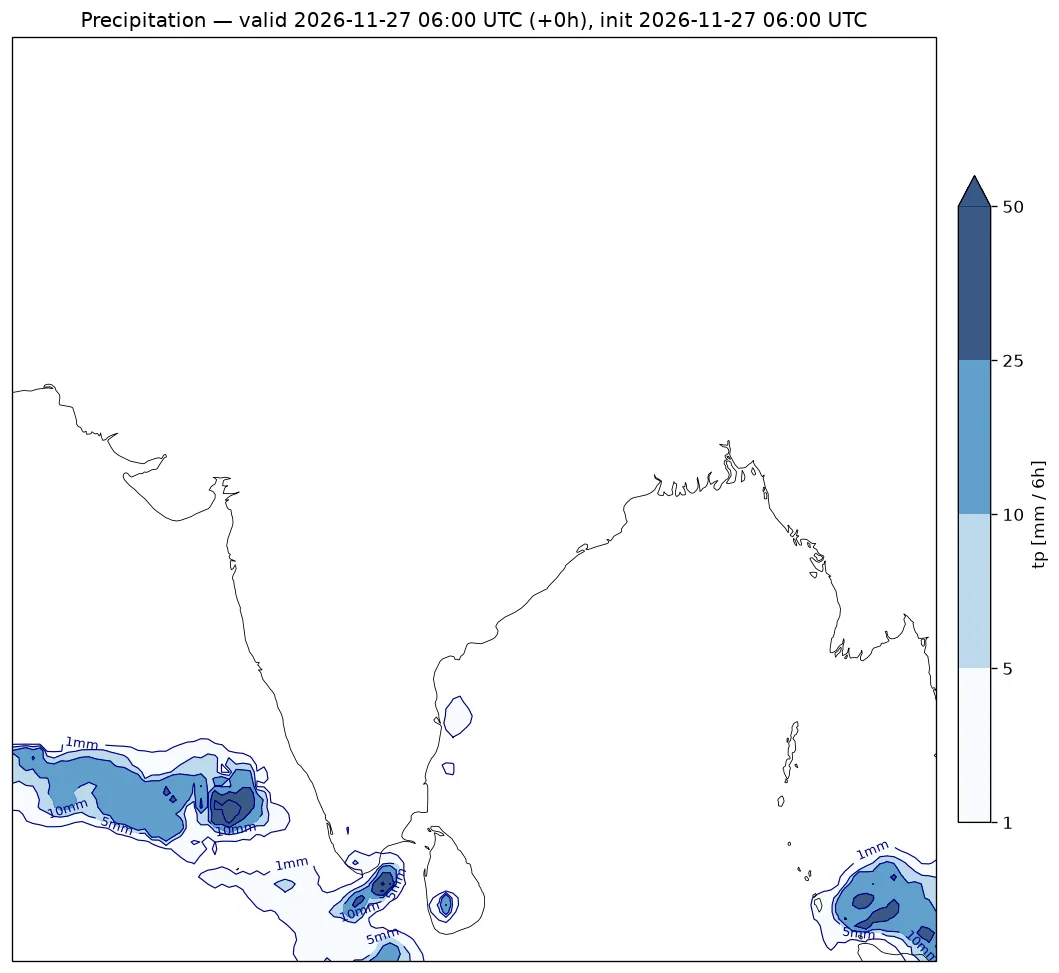 Precipitation — valid 2026-11-27 06:00 UTC (+0h), init 2026-11-27 06:00 UTC
50
25
10
5
1
tp [mm / 6h]
1mm
10mm
5mm
10mm
1mm
5mm
10mm
5mm
1mm
5mm
10mm